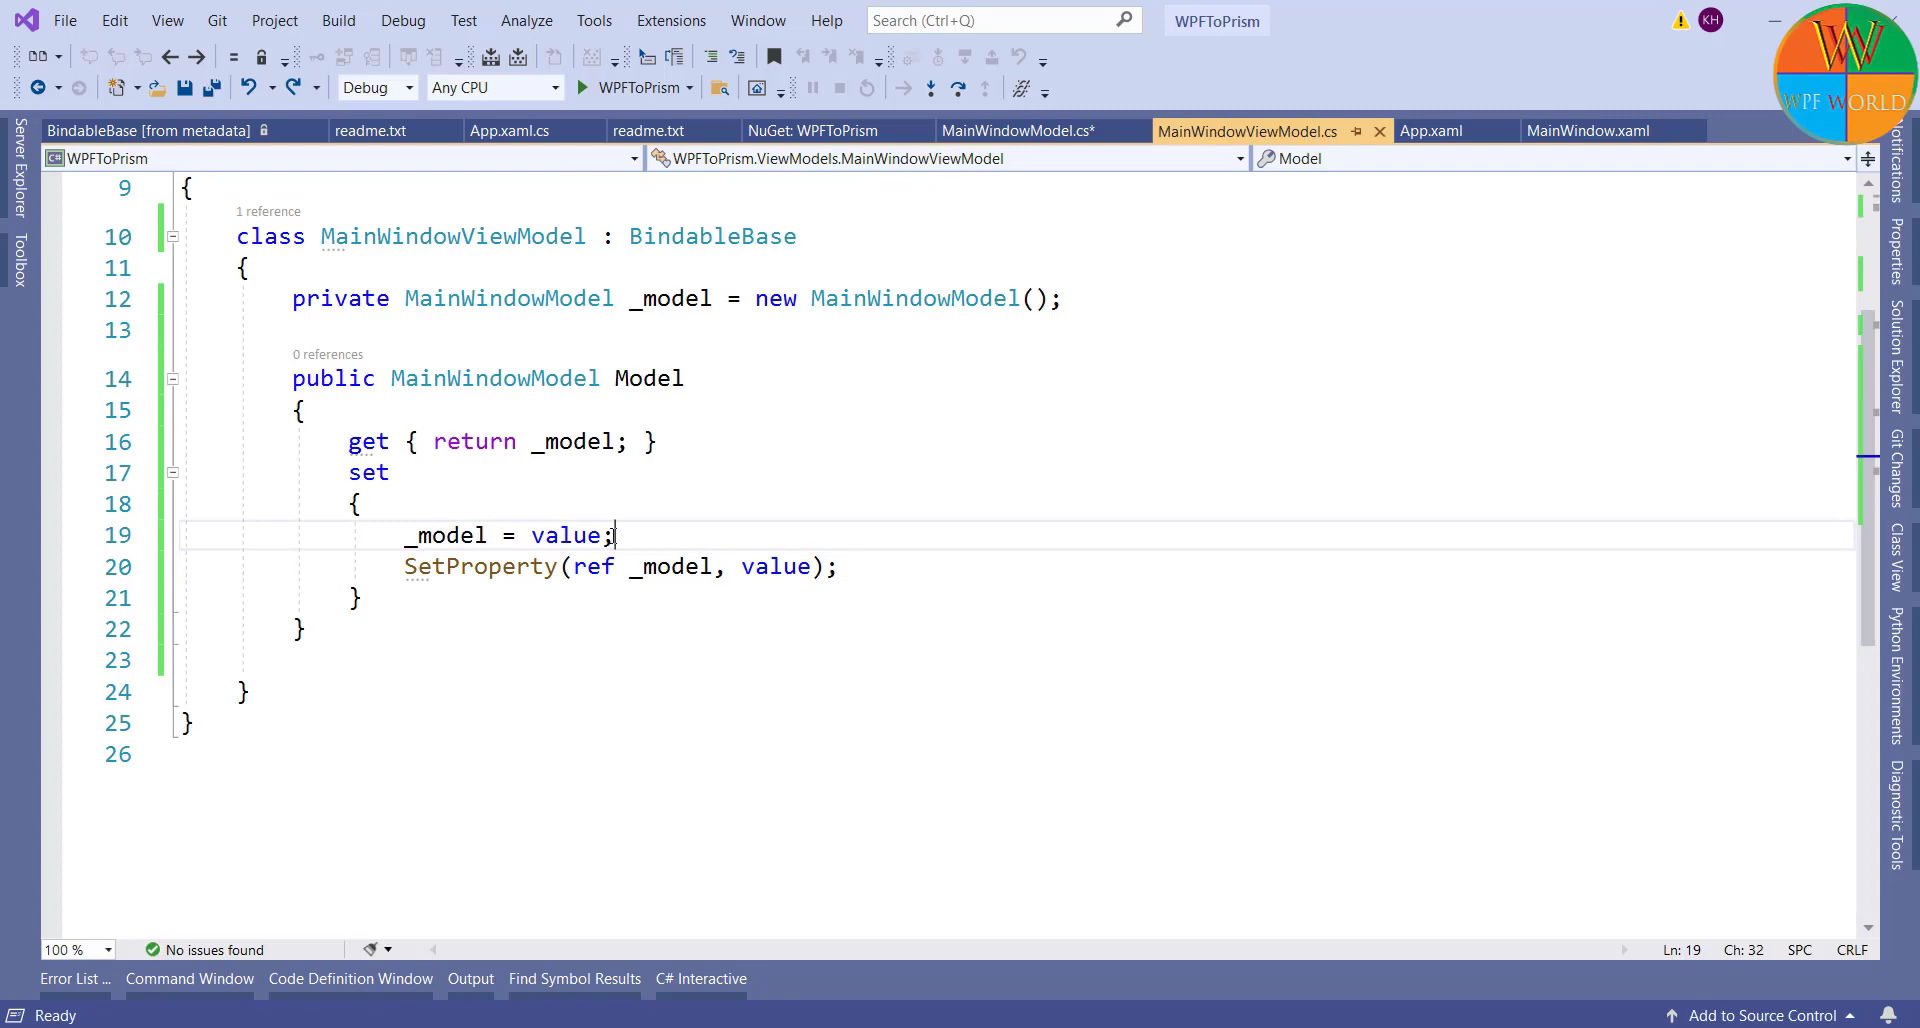 File Edit View Git Project Build Debug Test Analyze Tools Extensions Window Help Search (Ctrl+Q) WPFToPrism KH
Debug Any CPU WPFToPrism
W
WPF WORLD
BindableBase [from metadata] readme.txt App.xaml.cs readme.txt NuGet: WPFToPrism MainWindowModel.cs* MainWindowViewModel.cs App.xaml MainWindow.xaml
C# WPFToPrism WPFToPrism.ViewModels.MainWindowViewModel Model
9 {
1 reference
10 class MainWindowViewModel : BindableBase
11 {
12 private MainWindowModel _model = new MainWindowModel();
13
0 references
14 public MainWindowModel Model
15 {
16 get { return _model; }
17 set
18 {
19 _model = value;
20 SetProperty(ref _model, value);
21 }
22 }
23
24 }
25 }
26
Server Explorer
Toolbox
Notifications
Properties
Solution Explorer
Git Changes
Class View
Python Environments
Diagnostic Tools
100 % No issues found Ln: 19 Ch: 32 SPC CRLF
Error List ... Command Window Code Definition Window Output Find Symbol Results C# Interactive
Ready Add to Source Control